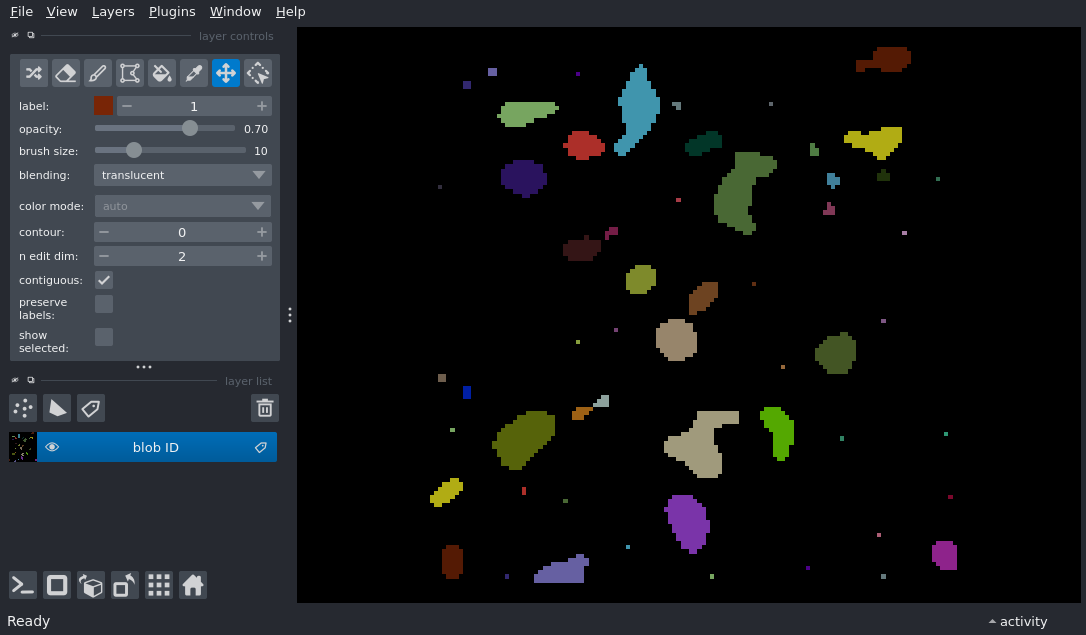 File View Layers Plugins Window Help
layer controls
label: 1
opacity: 0.70
brush size: 10
blending: translucent
color mode: auto
contour: 0
n edit dim: 2
contiguous:
preserve
labels:
show
selected:
layer list
blob ID
Ready
activity